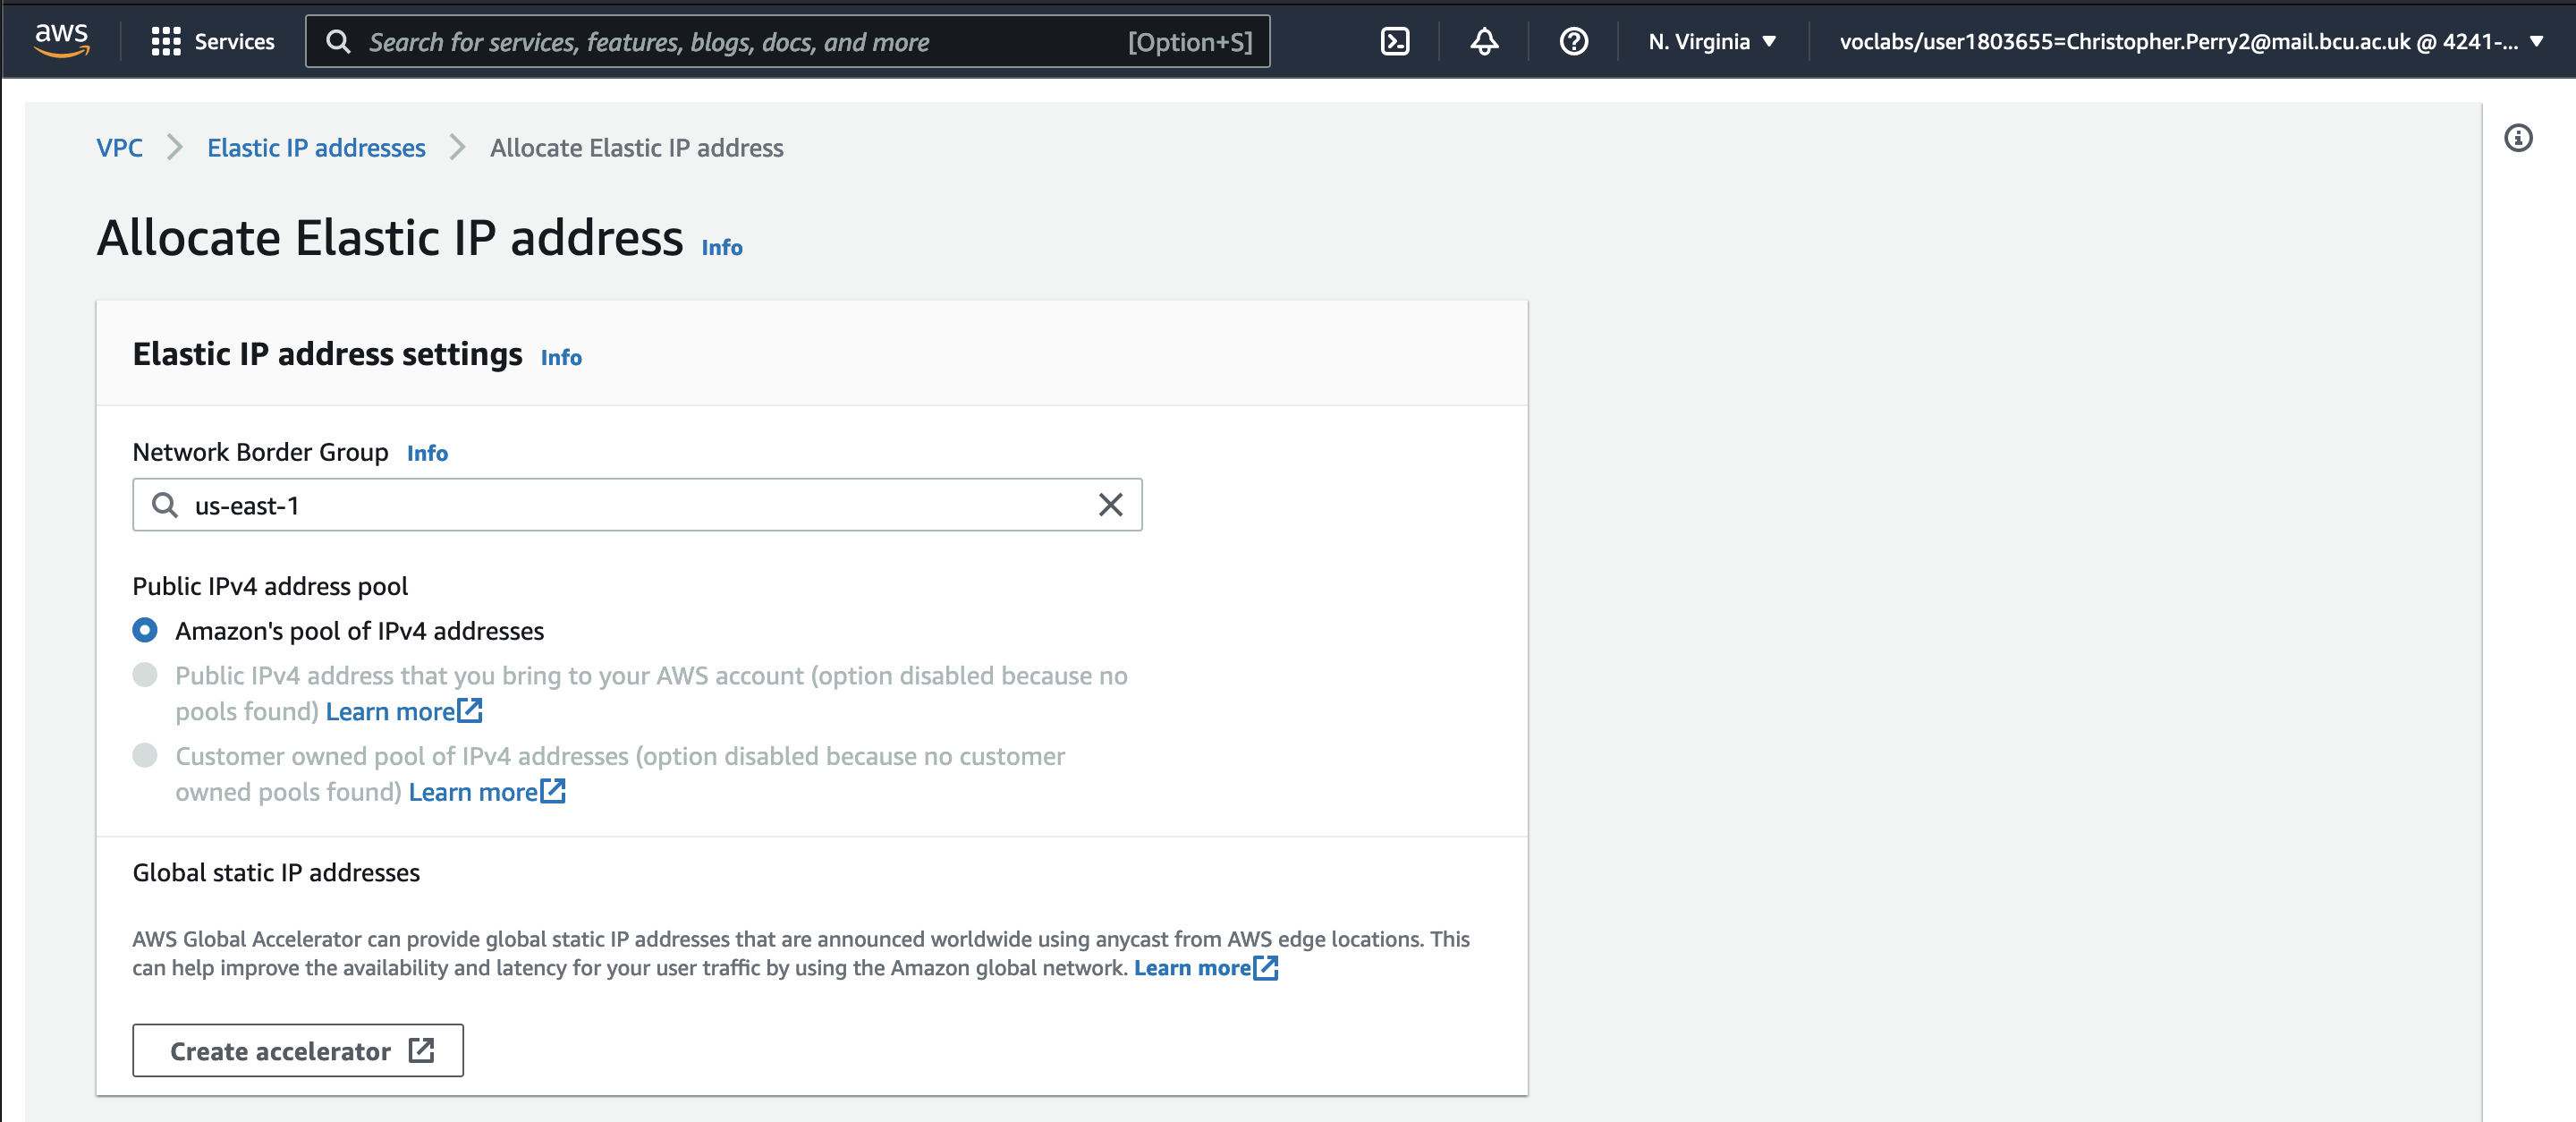 aws
Services
Search for services, features, blogs, docs, and more [Option+S]
N. Virginia
voclabs/user1803655=Christopher.Perry2@mail.bcu.ac.uk @ 4241-...
VPC
Elastic IP addresses
Allocate Elastic IP address
Allocate Elastic IP address Info
Elastic IP address settings Info
Network Border Group Info
us-east-1
Public IPv4 address pool
Amazon's pool of IPv4 addresses
Public IPv4 address that you bring to your AWS account (option disabled because no
pools found) Learn more
Customer owned pool of IPv4 addresses (option disabled because no customer
owned pools found) Learn more
Global static IP addresses
AWS Global Accelerator can provide global static IP addresses that are announced worldwide using anycast from AWS edge locations. This
can help improve the availability and latency for your user traffic by using the Amazon global network. Learn more
Create accelerator